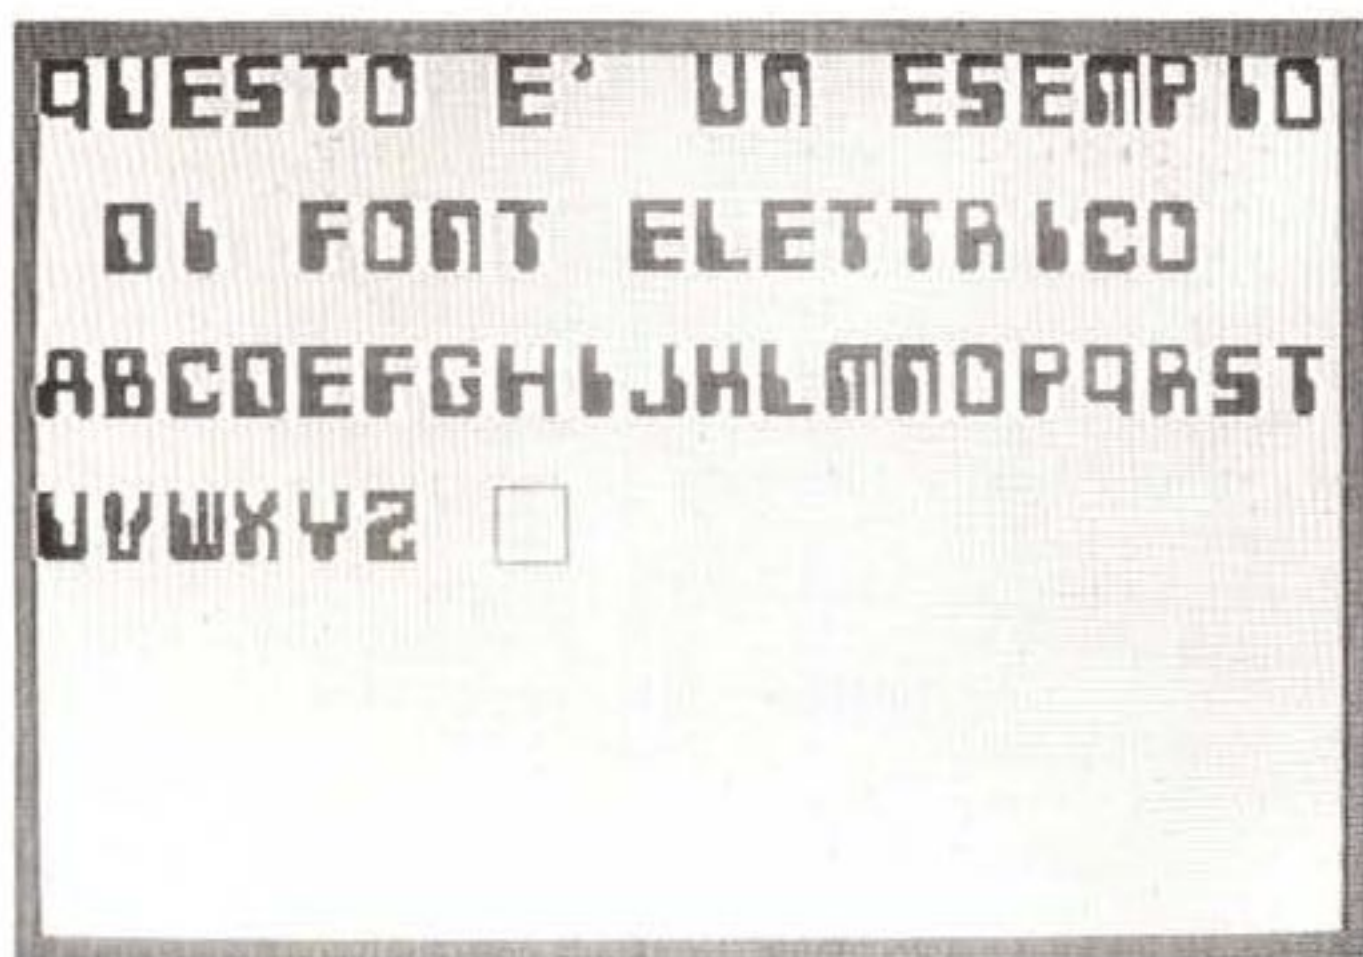 QUESTO E' UN ESEMPIO
DI FONT ELETTRICO
ABCDEFGHIJKLMNOPQRST
UVWXYZ